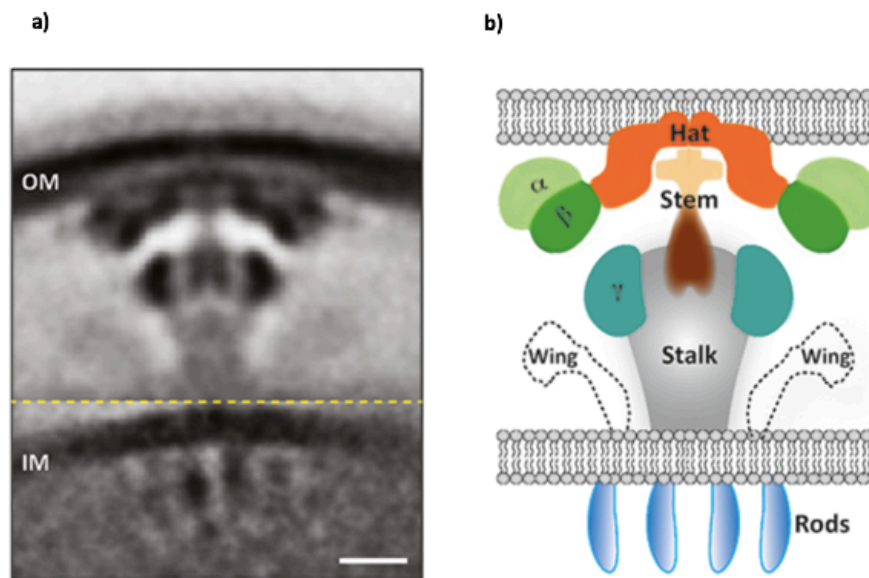 a)
b)
OM
IM
Hat
α
β
Stem
γ
Wing
Stalk
Wing
Rods